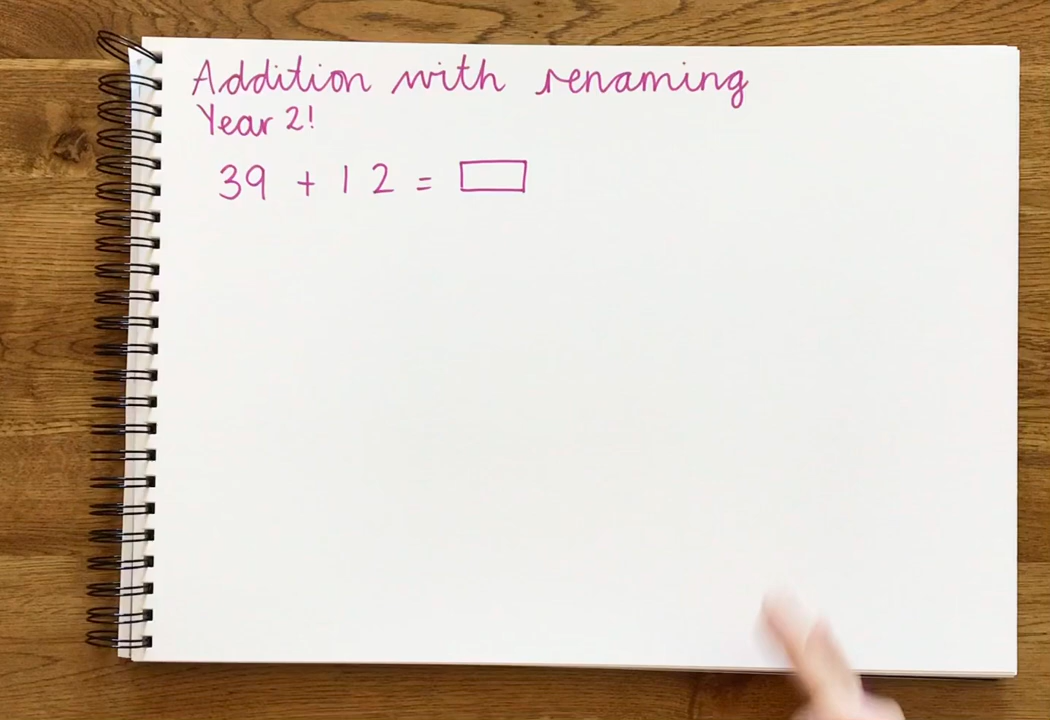 Addition with renaming
Year 2!
39 + 12 =